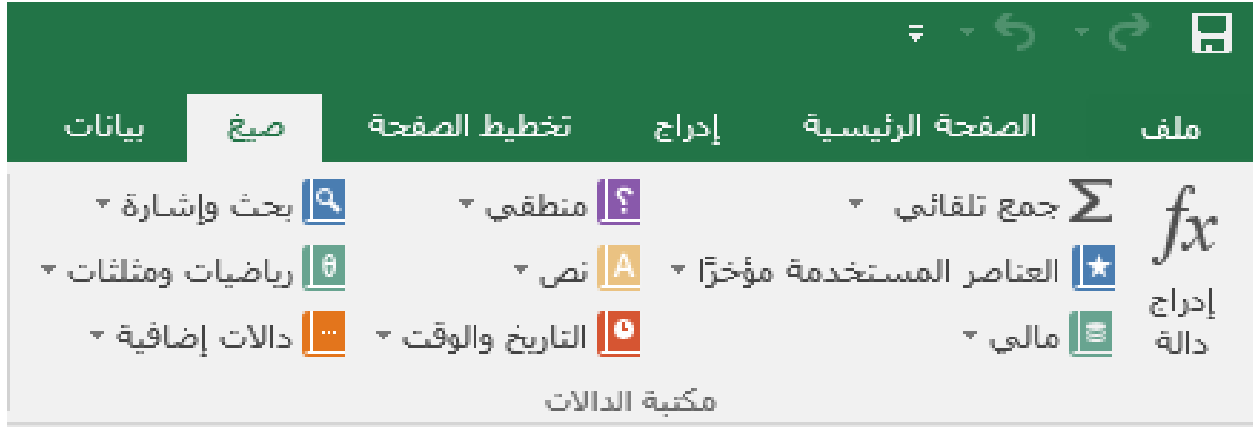 ملف الصفحة الرئيسية إدراج تخطيط الصفحة صيغ بيانات
fx إدراج دالة
Σ جمع تلقائي
العناصر المستخدمة مؤخرًا
مالي
منطقي
نص
التاريخ والوقت
بحث وإشارة
رياضيات ومثلثات
دالات إضافية
مكتبة الدالات